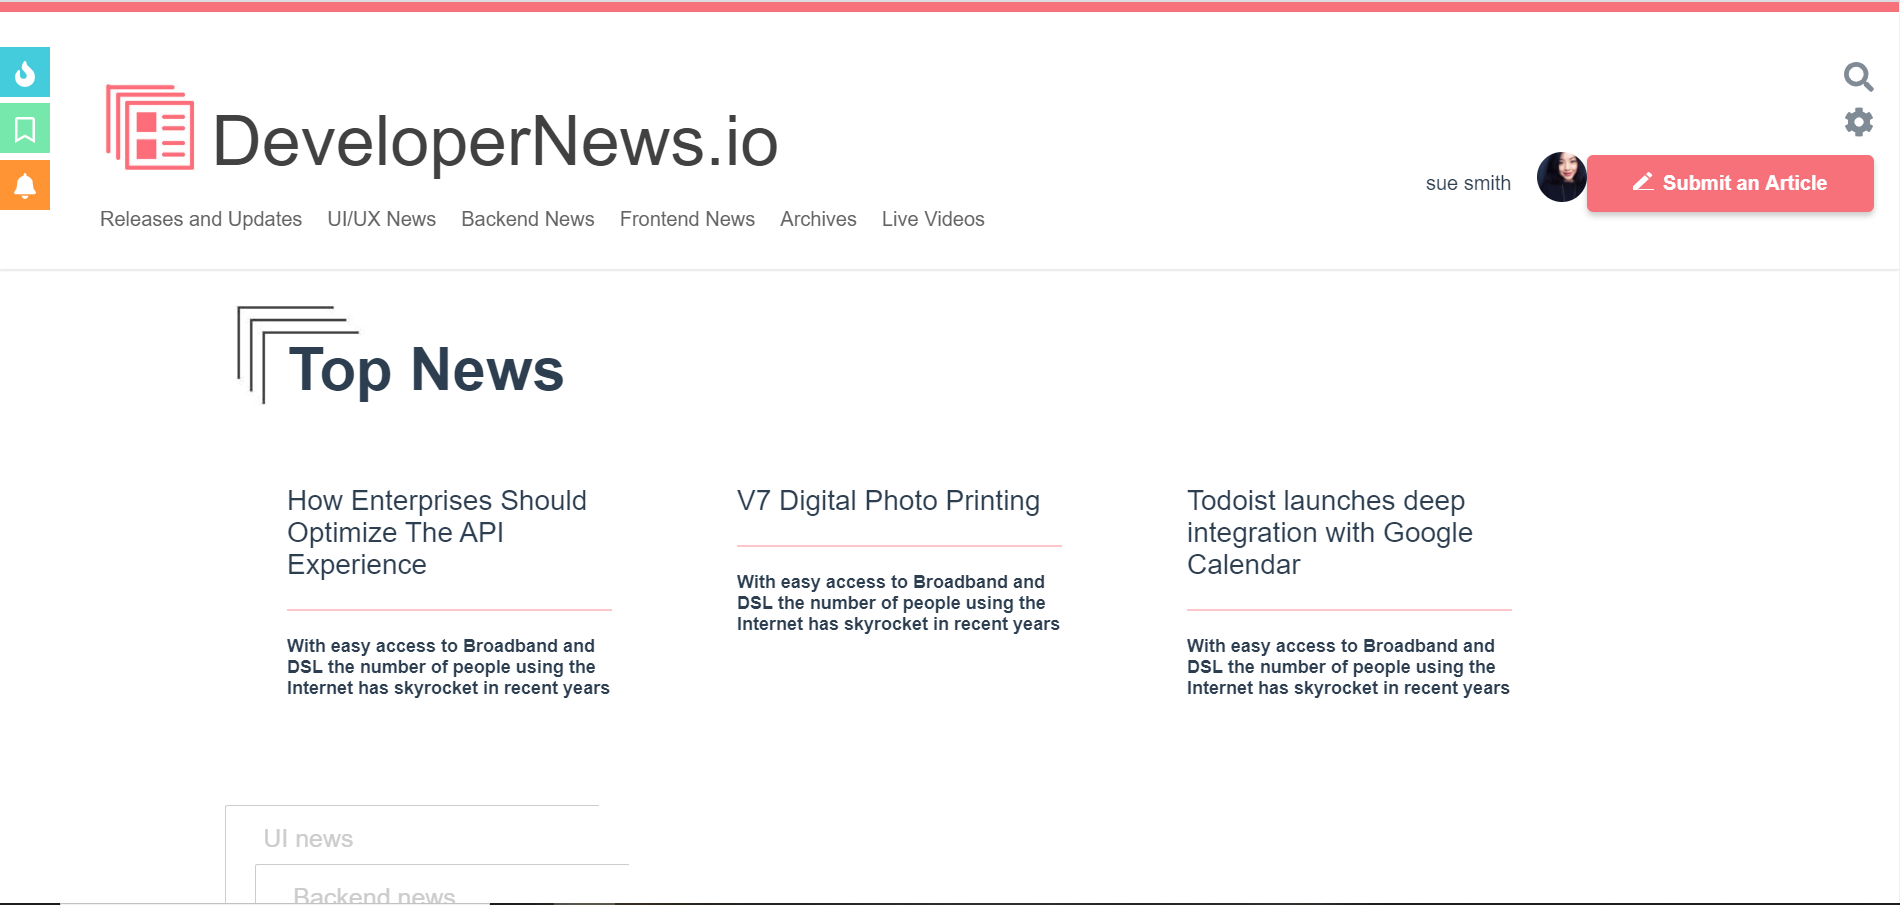 DeveloperNews.io
sue smith
Submit an Article
Releases and Updates UI/UX News Backend News Frontend News Archives Live Videos
Top News
How Enterprises Should
Optimize The API
Experience
With easy access to Broadband and
DSL the number of people using the
Internet has skyrocket in recent years
V7 Digital Photo Printing
With easy access to Broadband and
DSL the number of people using the
Internet has skyrocket in recent years
Todoist launches deep
integration with Google
Calendar
With easy access to Broadband and
DSL the number of people using the
Internet has skyrocket in recent years
UI news
Backend news